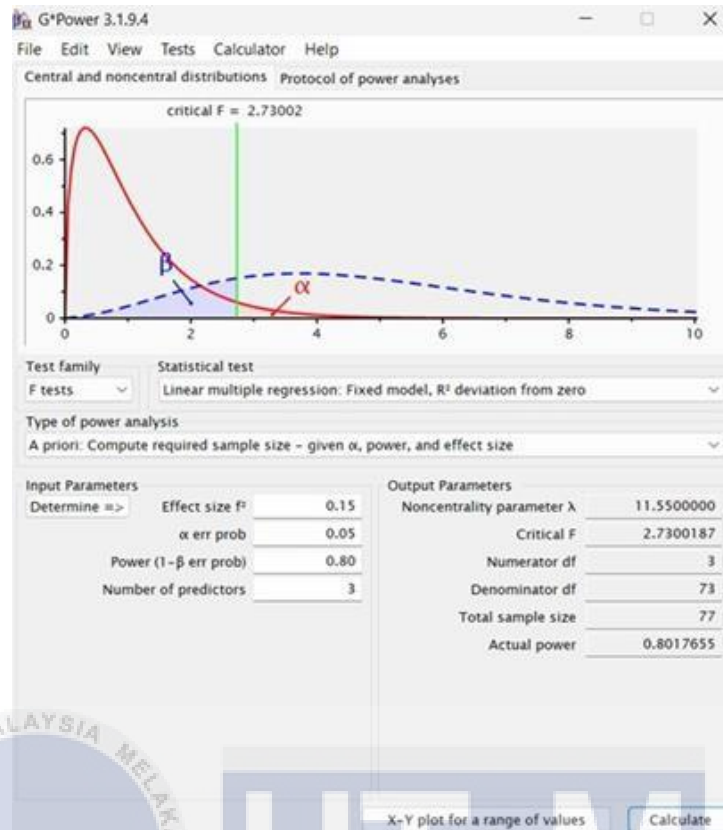 G*Power 3.1.9.4
File Edit View Tests Calculator Help
Central and noncentral distributions Protocol of power analyses
critical F = 2.73002
0.6
0.4
0.2
0
β
α
0 2 4 6 8 10
Test family Statistical test
F tests Linear multiple regression: Fixed model, R² deviation from zero
Type of power analysis
A priori: Compute required sample size – given α, power, and effect size
Input Parameters Output Parameters
Determine => Effect size f² 0.15 Noncentrality parameter λ 11.5500000
α err prob 0.05 Critical F 2.7300187
Power (1-β err prob) 0.80 Numerator df 3
Number of predictors 3 Denominator df 73
Total sample size 77
Actual power 0.8017655
X-Y plot for a range of values Calculate